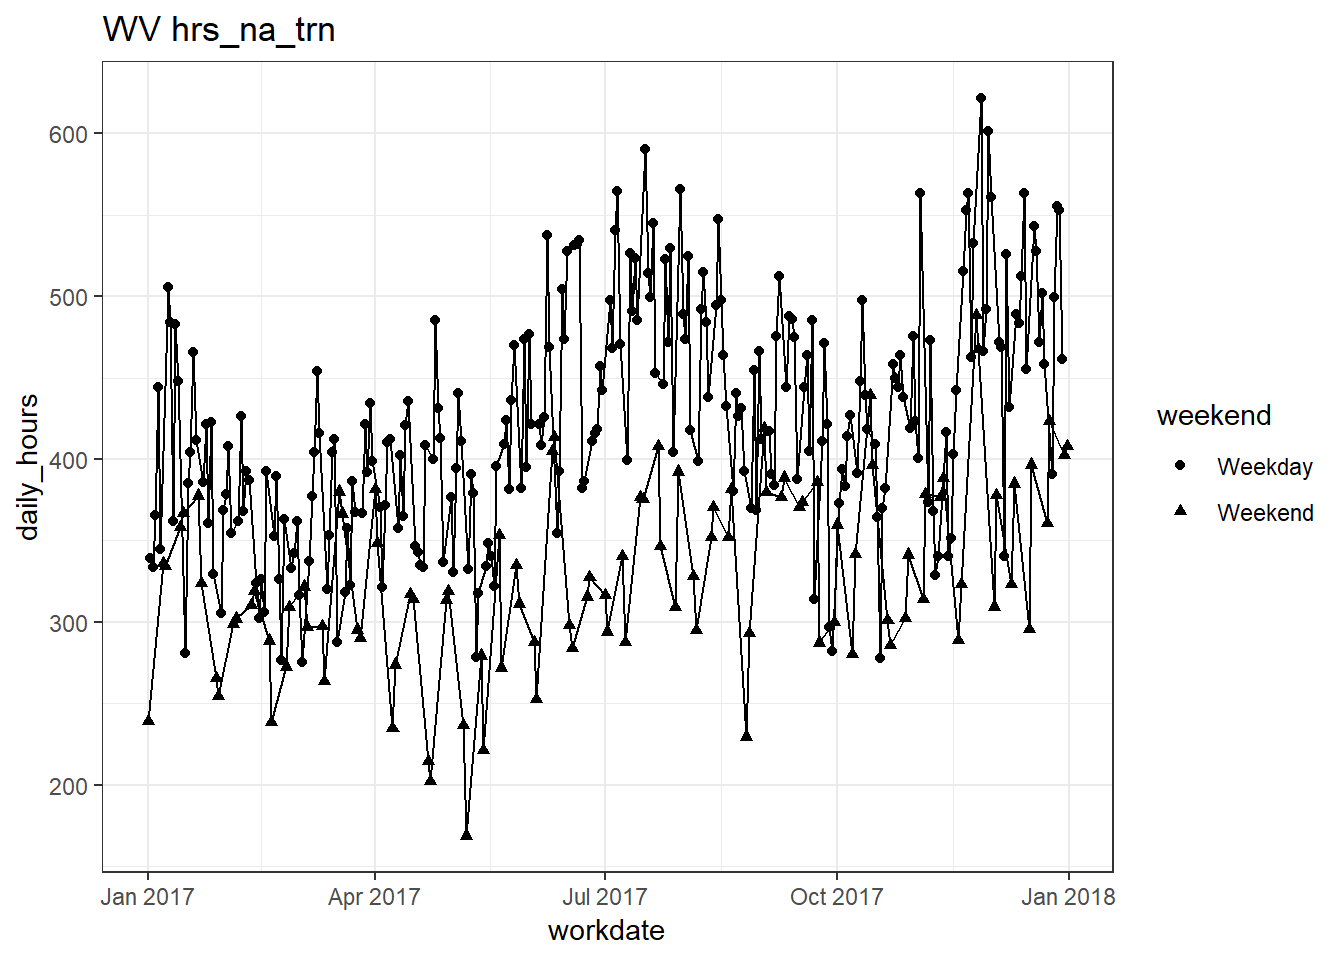 WV hrs_na_trn
daily_hours
600
500
400
300
200
Jan 2017 Apr 2017 Jul 2017 Oct 2017 Jan 2018
workdate
weekend
Weekday
Weekend